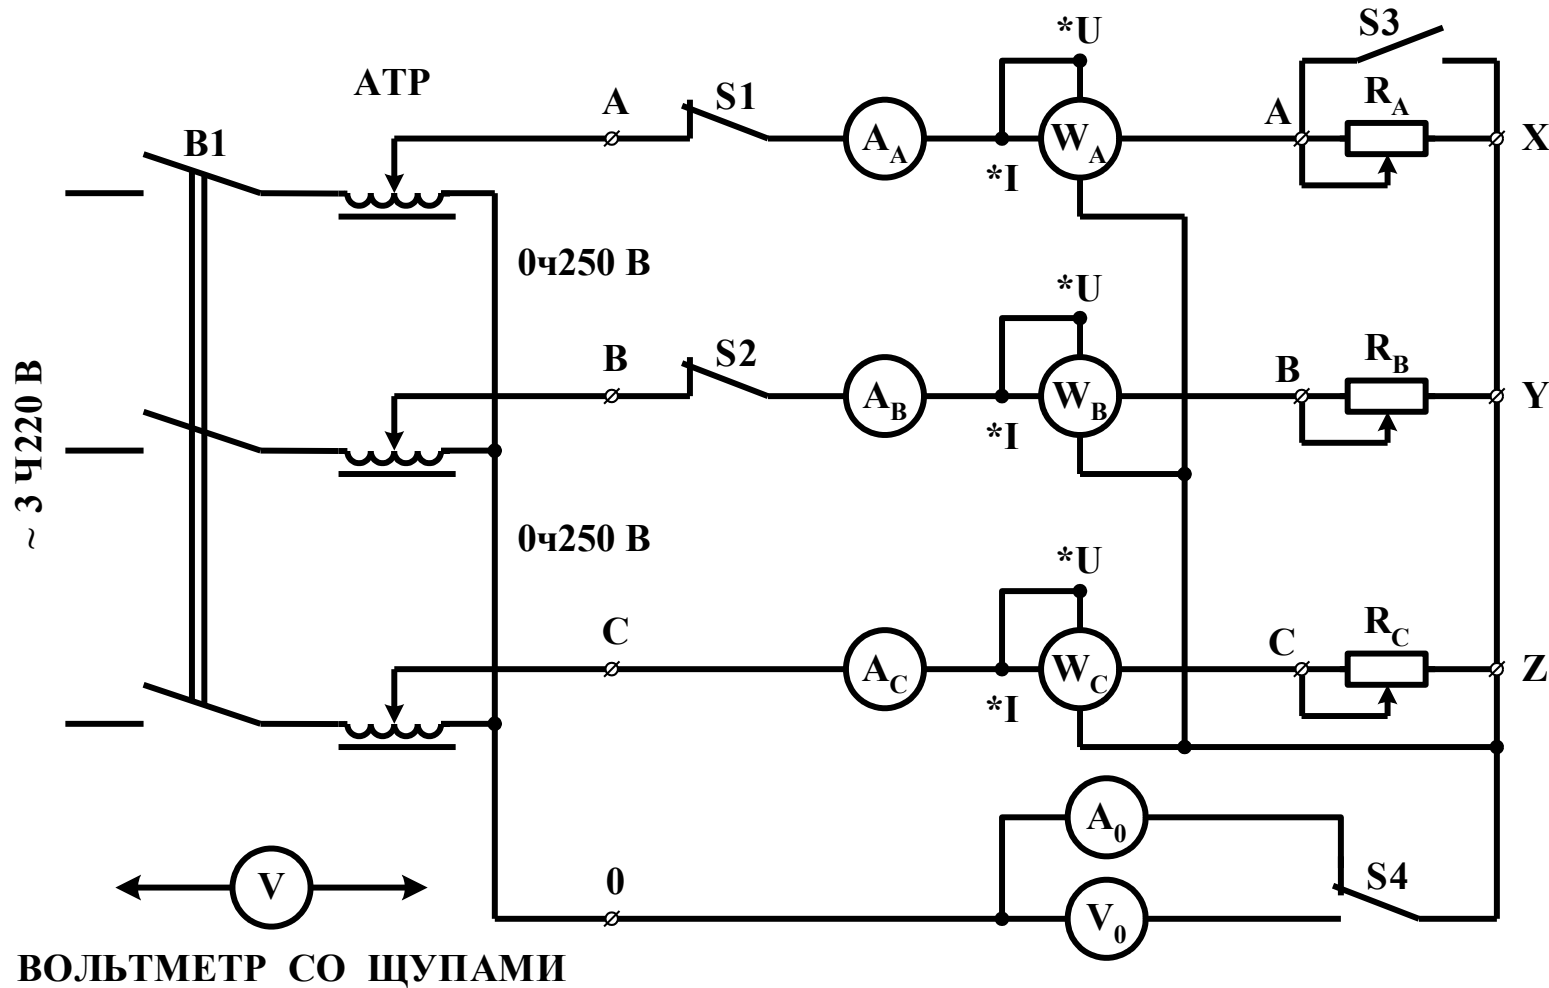 *U
S3
АТР
A
S1
A_A
W_A
A
R_A
X
B1
*I
0ч250 В
*U
B
S2
A_B
W_B
B
R_B
Y
*I
~ 3 Ч220 В
0ч250 В
*U
C
A_C
W_C
C
R_C
Z
*I
A_0
V
0
V_0
S4
ВОЛЬТМЕТР СО ЩУПАМИ